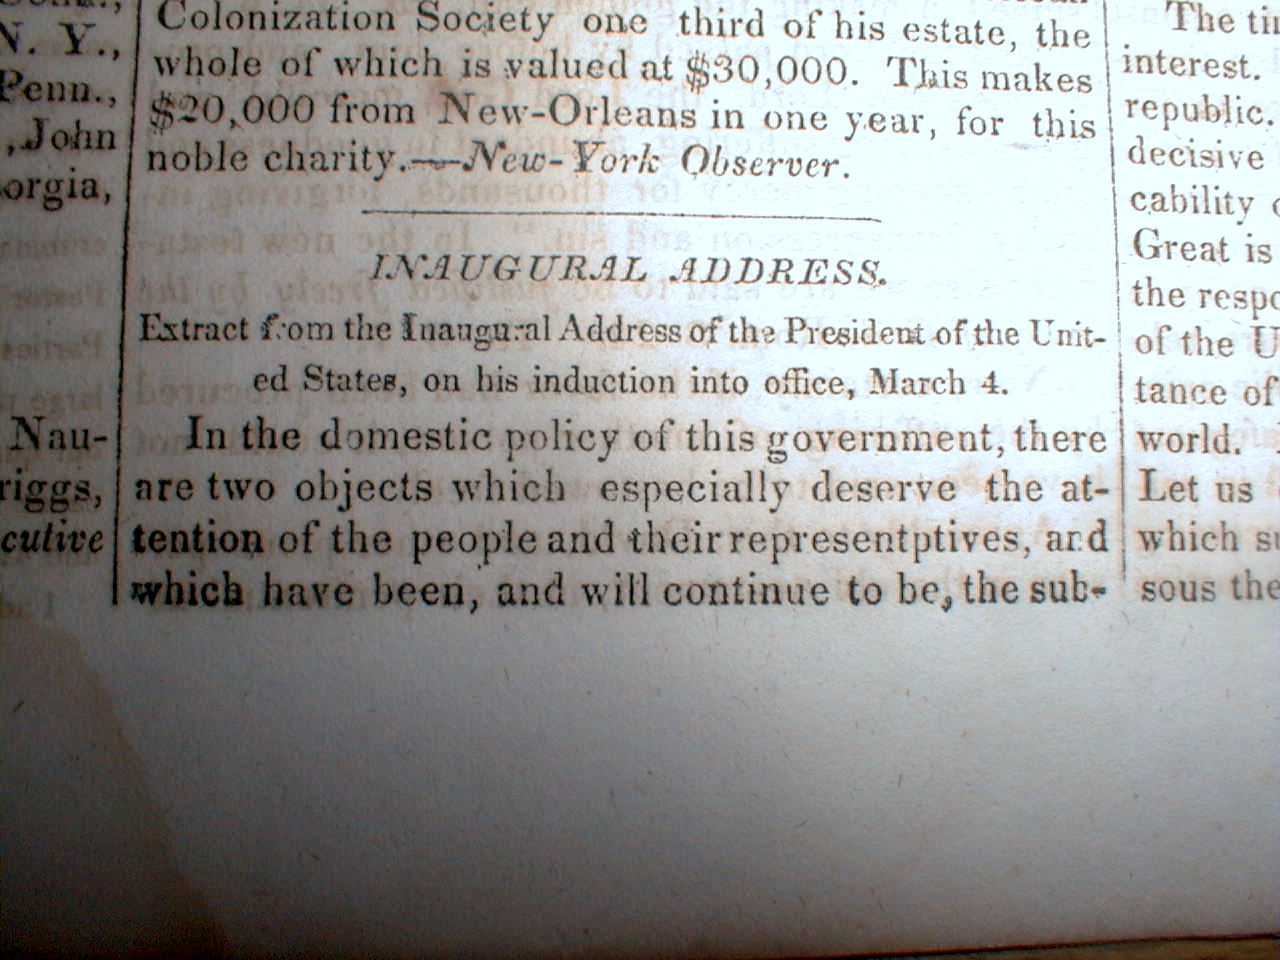 N. Y.,
Penn.,
, John
orgia,
Nau-
riggs,
cutive
Colonization Society one third of his estate, the
whole of which is valued at $30,000. This makes
$20,000 from New-Orleans in one year, for this
noble charity.—New-York Observer.
INAUGURAL ADDRESS.
Extract from the Inaugural Address of the President of the Unit-
ed States, on his induction into office, March 4.
In the domestic policy of this government, there
are two objects which especially deserve the at-
tention of the people and their representptives, and
which have been, and will continue to be, the sub-
The ti
interest.
republic.
decisive
cability
Great is
the resp
of the U
tance of
world.
Let us
which s
sous the